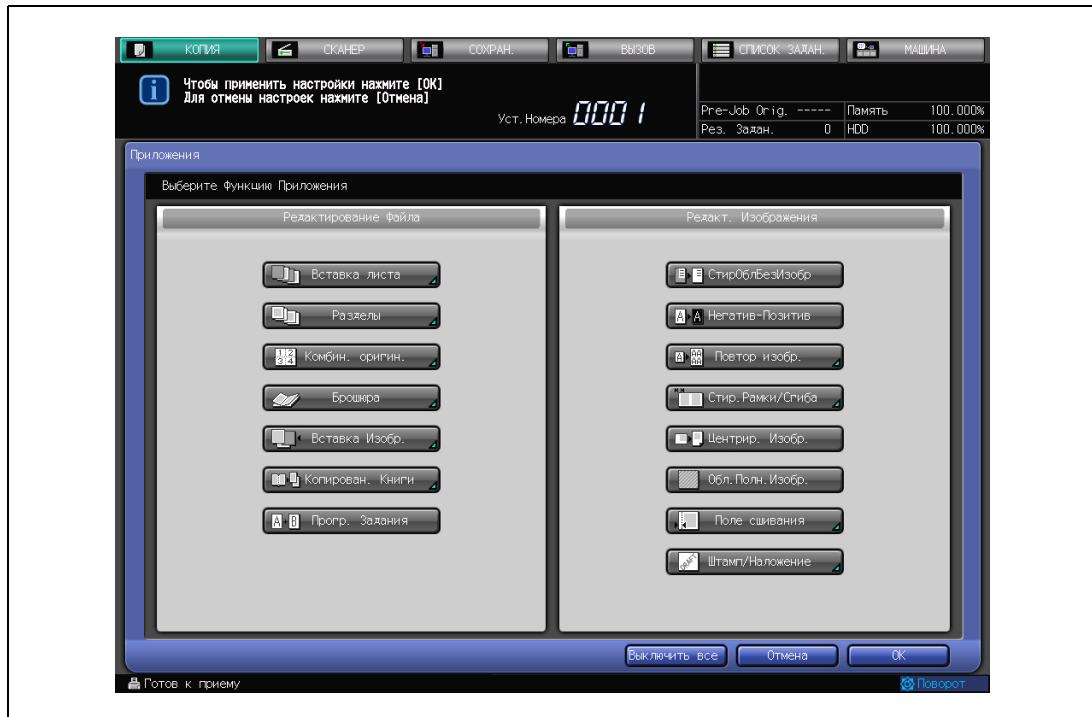 КОПИЯ СКАНЕР СОХРАН. ВЫЗОВ СПИСОК ЗАДАН. МАШИНА
Чтобы применить настройки нажмите [OK]
Для отмены настроек нажмите [Отмена]
Уст.Номера 0001
Pre-Job Orig. ----- Память 100.000%
Рез. Задан. 0 HDD 100.000%
Приложения
Выберите Функцию Приложения
Редактирование Файла
Вставка листа
Разделы
Комбин. оригин.
Брошюра
Вставка Изобр.
Копирован. Книги
Прогр. Задания
Редакт. Изображения
СтирОблБезИзобр
Негатив-Позитив
Повтор изобр.
Стир.Рамки/Сгиба
Центрир. Изобр.
Обл.Полн.Изобр.
Поле сшивания
Штамп/Наложение
Выключить все Отмена OK
Готов к приему Поворот